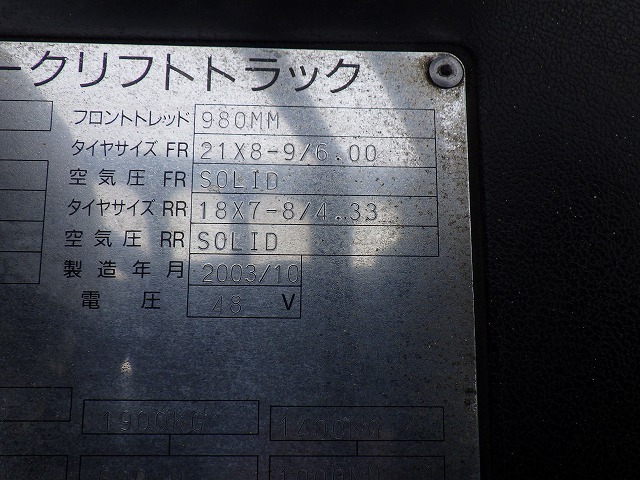 ークリフトトラック
フロントトレッド 980MM
タイヤサイズ FR 21X8-9/6.00
空気圧 FR SOLID
タイヤサイズ RR 18X7-8/4.33
空気圧 RR SOLID
製造年月 2003/10
電圧 48 V
1900KG